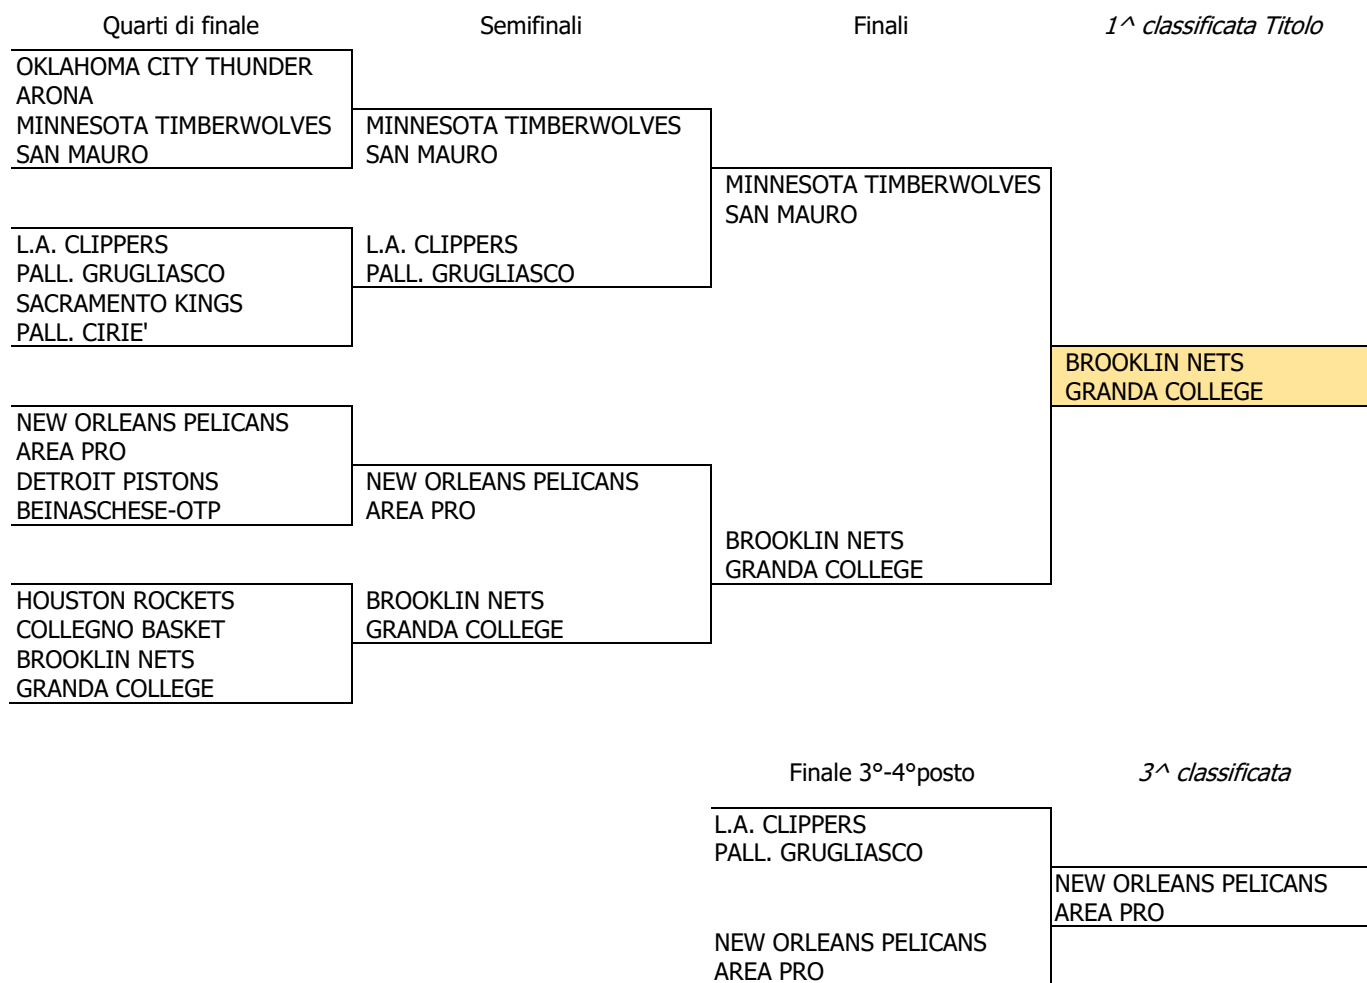 Quarti di finale
Semifinali
Finali
1^ classificata Titolo
OKLAHOMA CITY THUNDER
ARONA
MINNESOTA TIMBERWOLVES
SAN MAURO
MINNESOTA TIMBERWOLVES
SAN MAURO
MINNESOTA TIMBERWOLVES
SAN MAURO
L.A. CLIPPERS
PALL. GRUGLIASCO
SACRAMENTO KINGS
PALL. CIRIE'
L.A. CLIPPERS
PALL. GRUGLIASCO
BROOKLIN NETS
GRANDA COLLEGE
NEW ORLEANS PELICANS
AREA PRO
DETROIT PISTONS
BEINASCHESE-OTP
NEW ORLEANS PELICANS
AREA PRO
BROOKLIN NETS
GRANDA COLLEGE
HOUSTON ROCKETS
COLLEGNO BASKET
BROOKLIN NETS
GRANDA COLLEGE
BROOKLIN NETS
GRANDA COLLEGE
Finale 3°-4°posto
3^ classificata
L.A. CLIPPERS
PALL. GRUGLIASCO
NEW ORLEANS PELICANS
AREA PRO
NEW ORLEANS PELICANS
AREA PRO